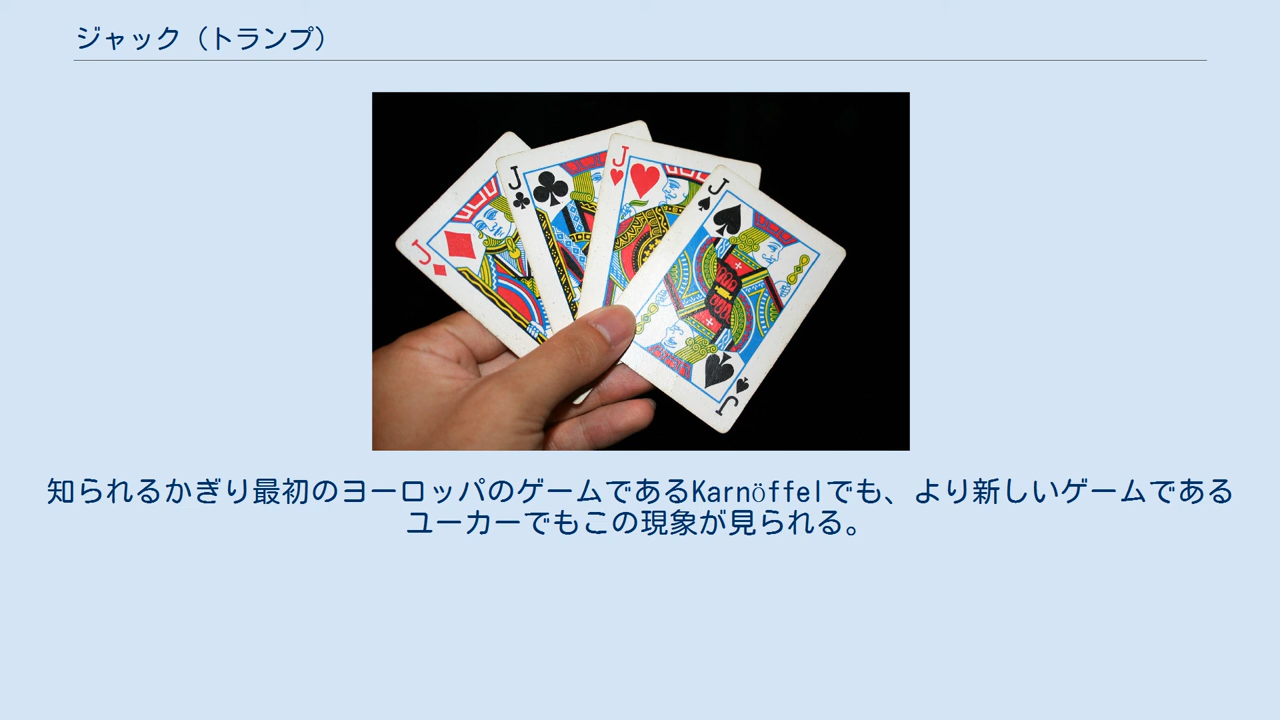 ジャック（トランプ）
J
J
J
J
J
知られるかぎり最初のヨーロッパのゲームであるKarnöffelでも、より新しいゲームである
ユーカーでもこの現象が見られる。